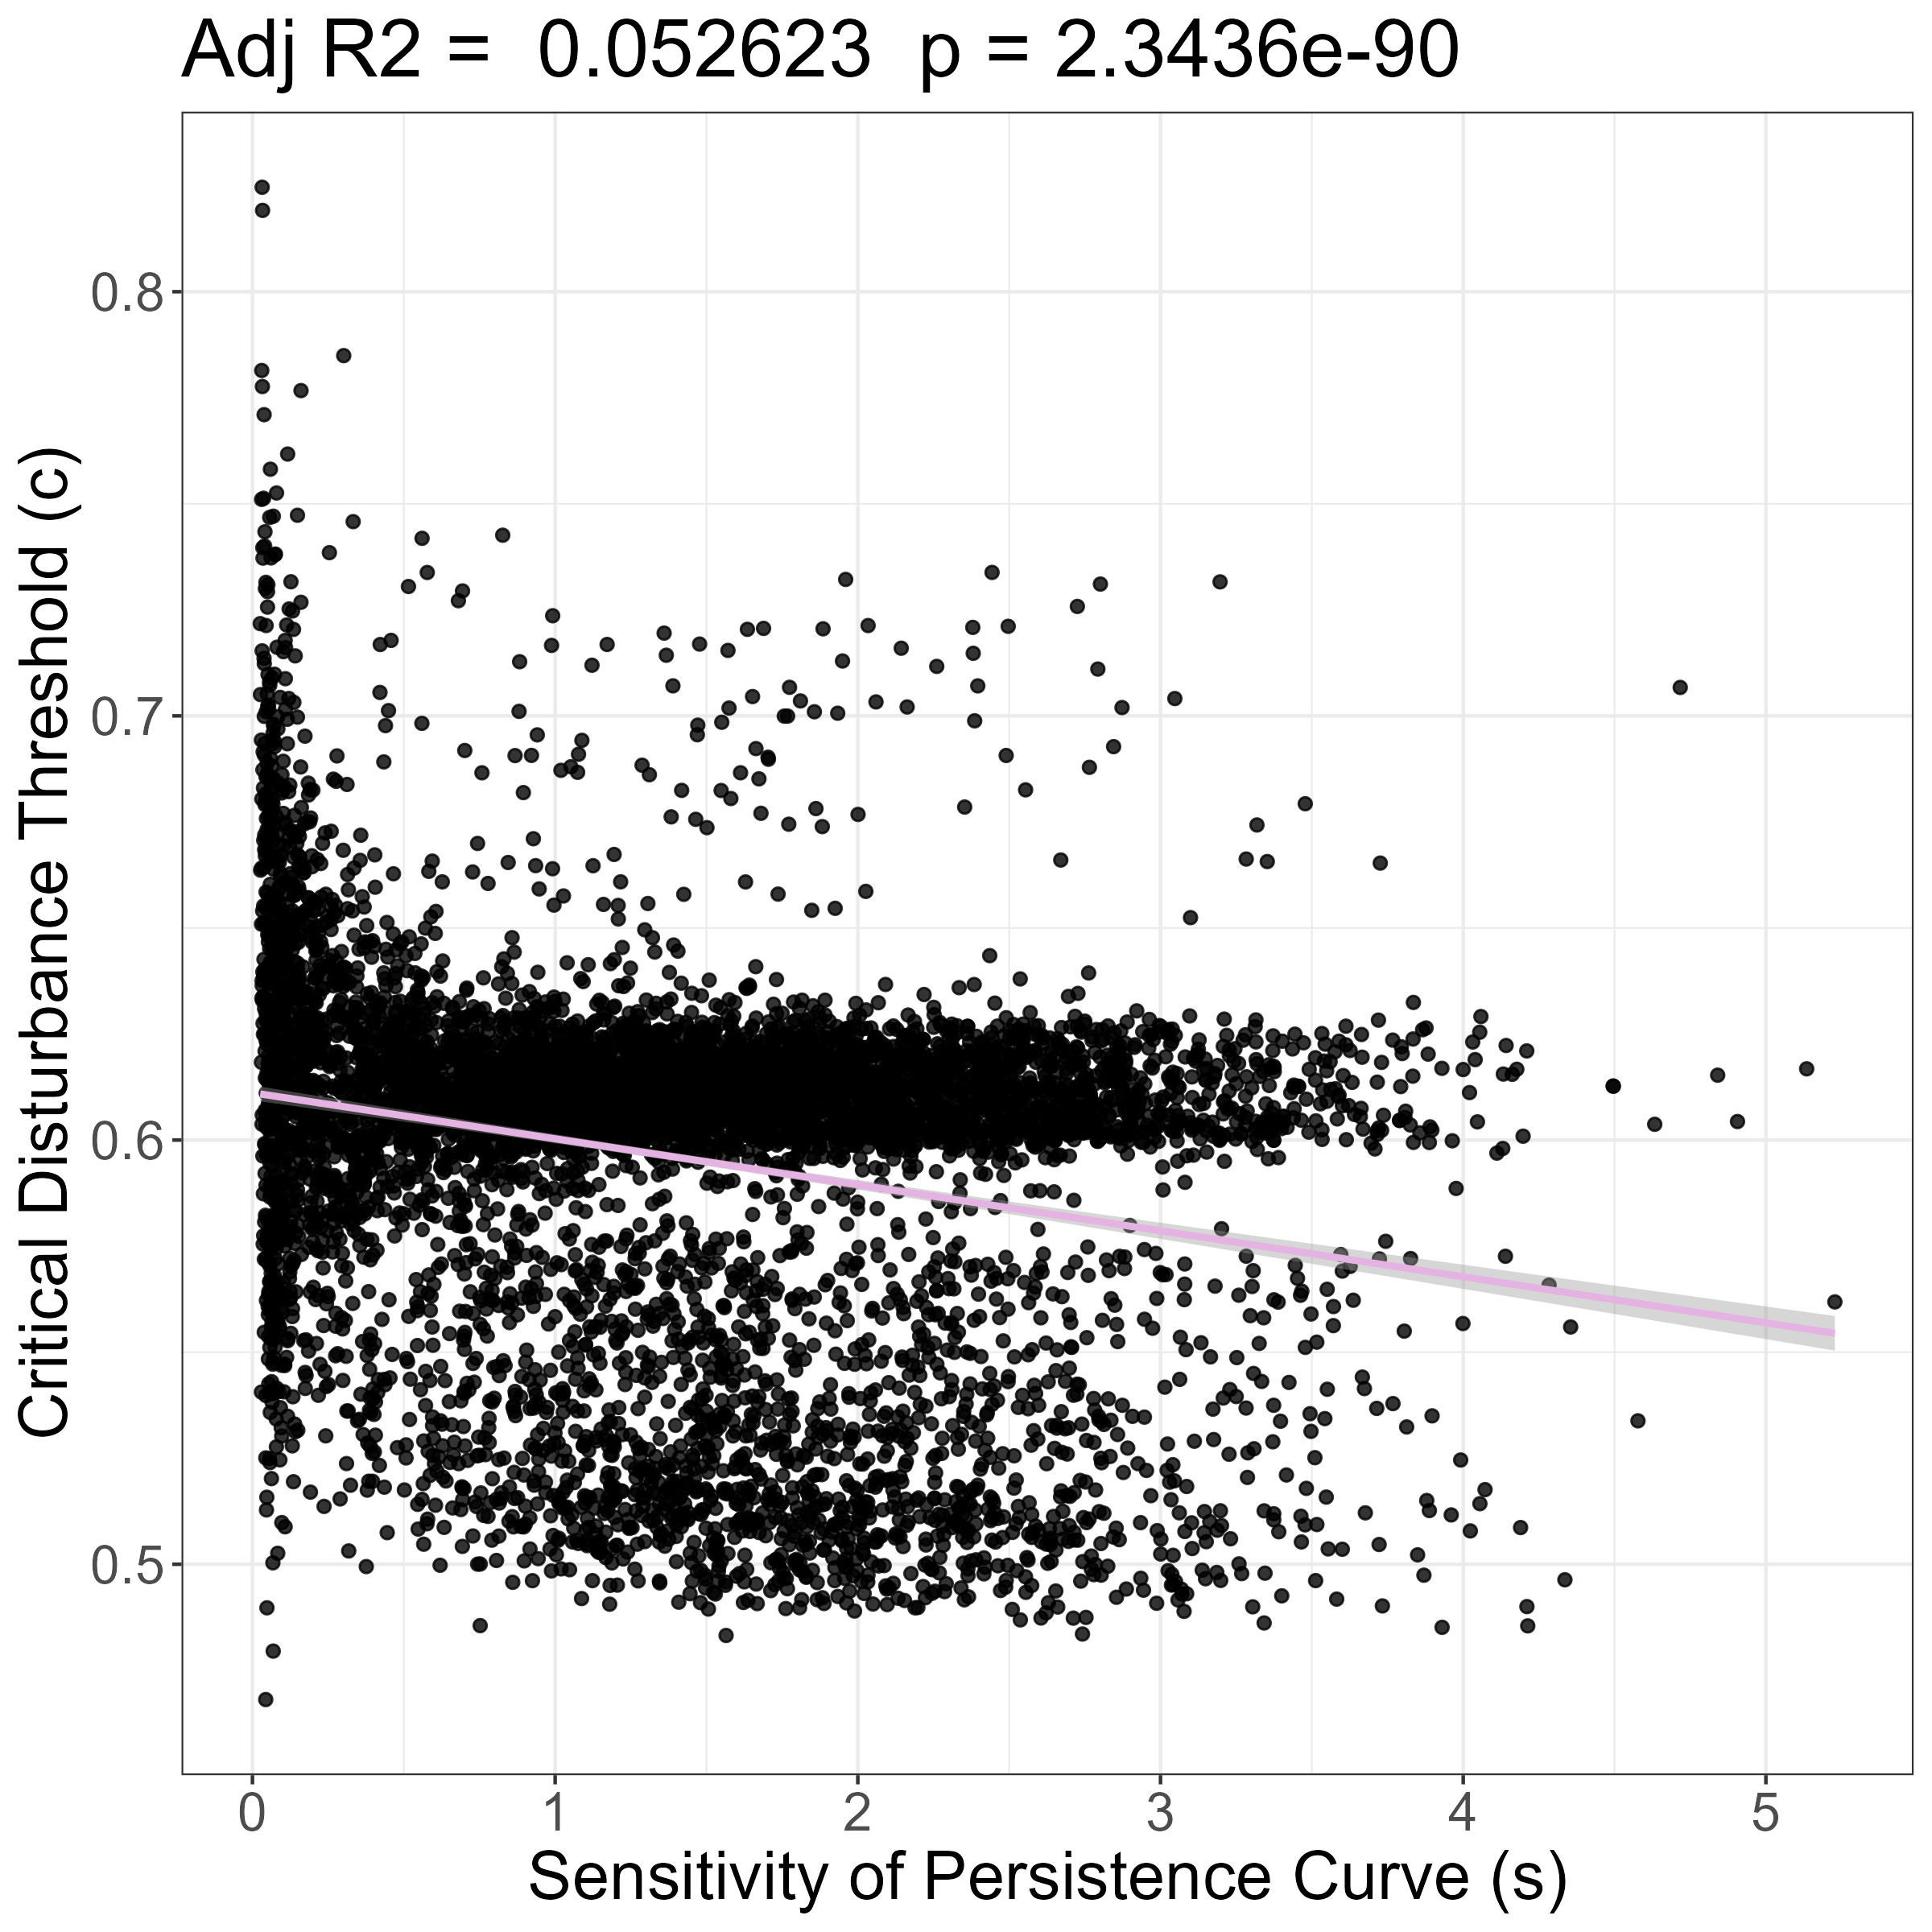 Adj R2 =  0.052623  p = 2.3436e-90
Critical Disturbance Threshold (c)
0.8
0.7
0.6
0.5
0 1 2 3 4 5
Sensitivity of Persistence Curve (s)